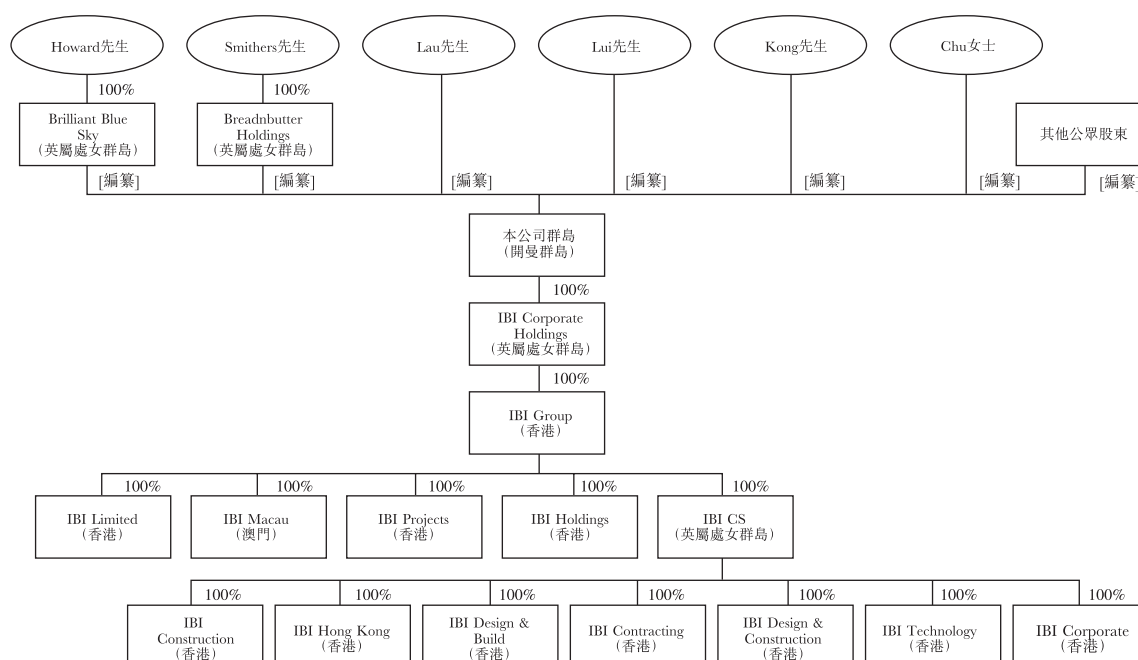 Howard先生
Smithers先生
Lau先生
Lui先生
Kong先生
Chu女士
100%
100%
Brilliant Blue
Sky
(英屬處女群島)
Breadnbutter
Holdings
(英屬處女群島)
其他公眾股東
[編纂]
[編纂]
[編纂]
[編纂]
[編纂]
[編纂]
[編纂]
本公司群島
(開曼群島)
100%
IBI Corporate
Holdings
(英屬處女群島)
100%
IBI Group
(香港)
100%
100%
100%
100%
100%
IBI Limited
(香港)
IBI Macau
(澳門)
IBI Projects
(香港)
IBI Holdings
(香港)
IBI CS
(英屬處女群島)
100%
100%
100%
100%
100%
100%
100%
IBI
Construction
(香港)
IBI Hong Kong
(香港)
IBI Design &
Build
(香港)
IBI Contracting
(香港)
IBI Design &
Construction
(香港)
IBI Technology
(香港)
IBI Corporate
(香港)